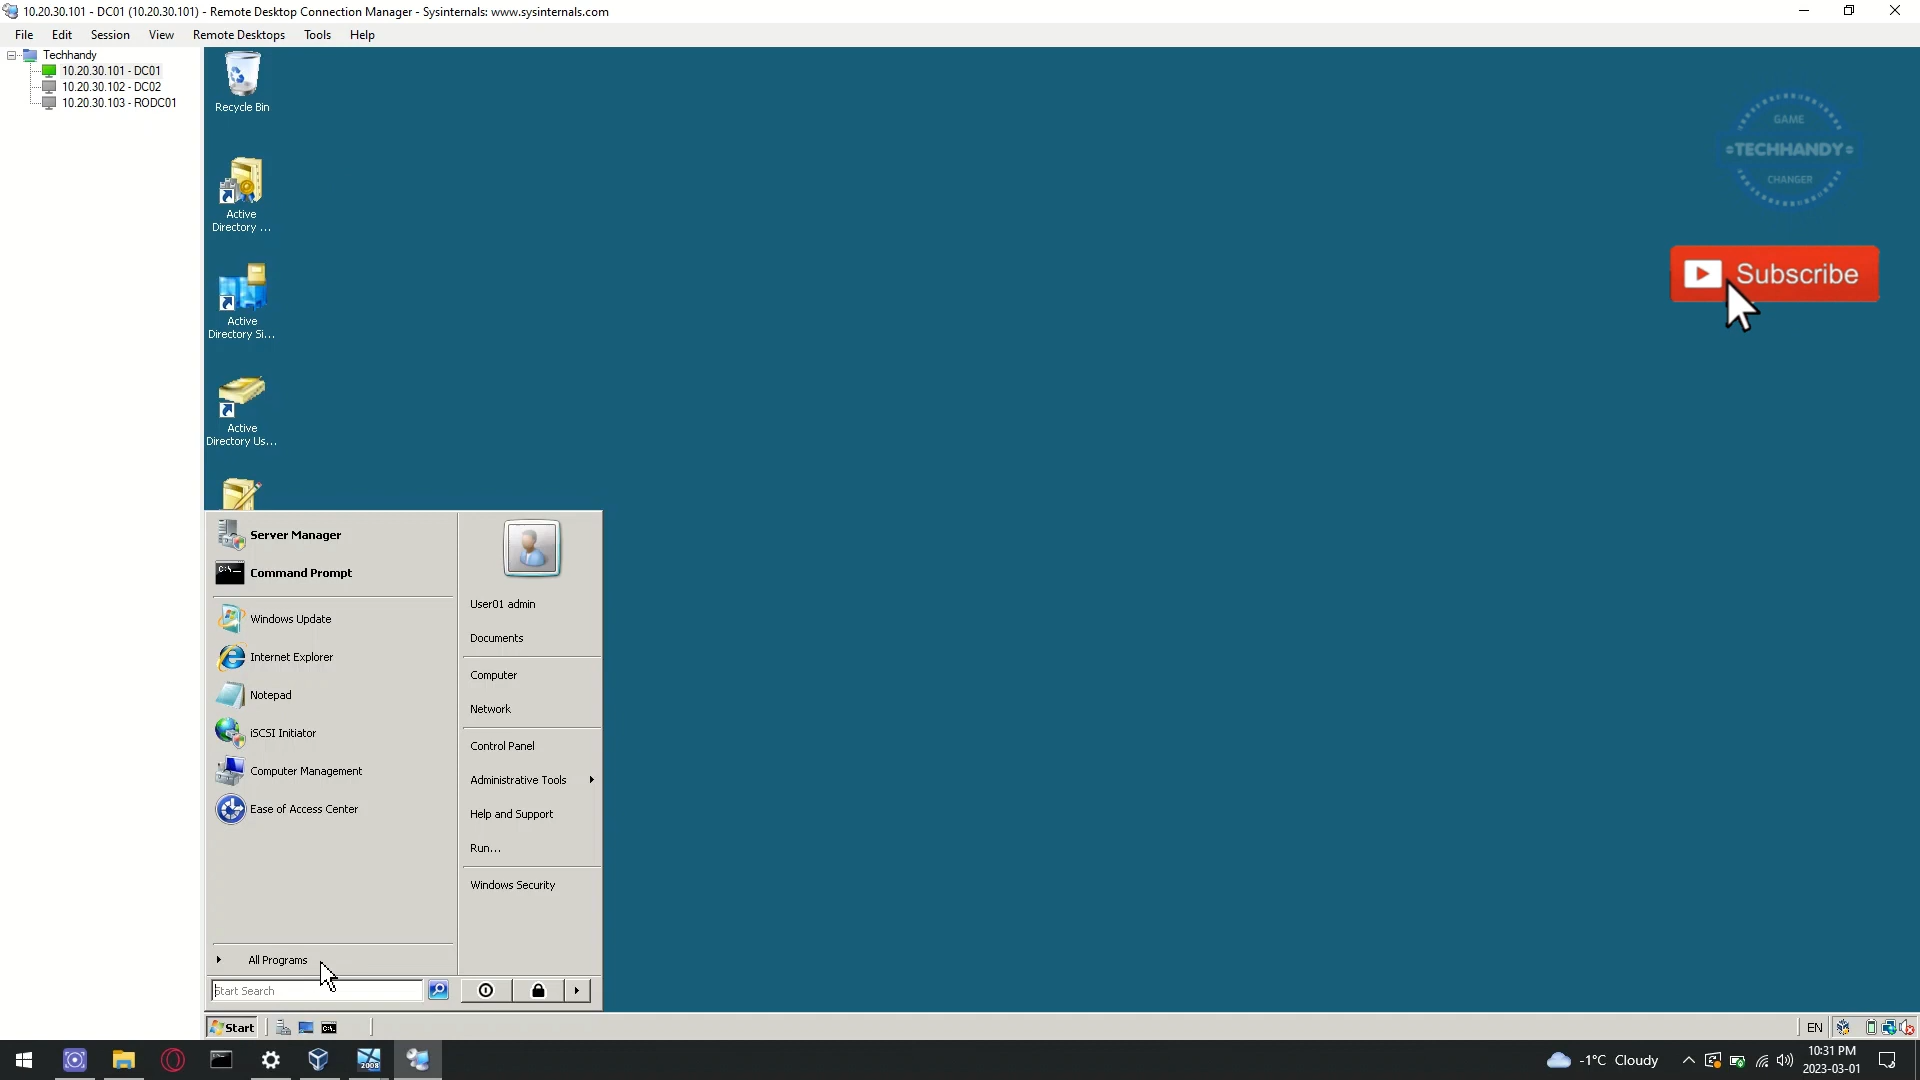 10.20.30.101 - DC01 (10.20.30.101) - Remote Desktop Connection Manager - Sysinternals: www.sysinternals.com
File Edit Session View Remote Desktops Tools Help
Techhandy
10.20.30.101 - DC01
10.20.30.102 - DC02
10.20.30.103 - RODC01
Recycle Bin
Active
Directory ...
Active
Directory Si...
Active
Directory Us...
GAME
TECHHANDY
CHANGER
Subscribe
Server Manager
Command Prompt
Windows Update
Internet Explorer
Notepad
iSCSI Initiator
Computer Management
Ease of Access Center
All Programs
Start Search
User01 admin
Documents
Computer
Network
Control Panel
Administrative Tools
Help and Support
Run...
Windows Security
Start
EN
2008
-1°C Cloudy
10:31 PM
2023-03-01